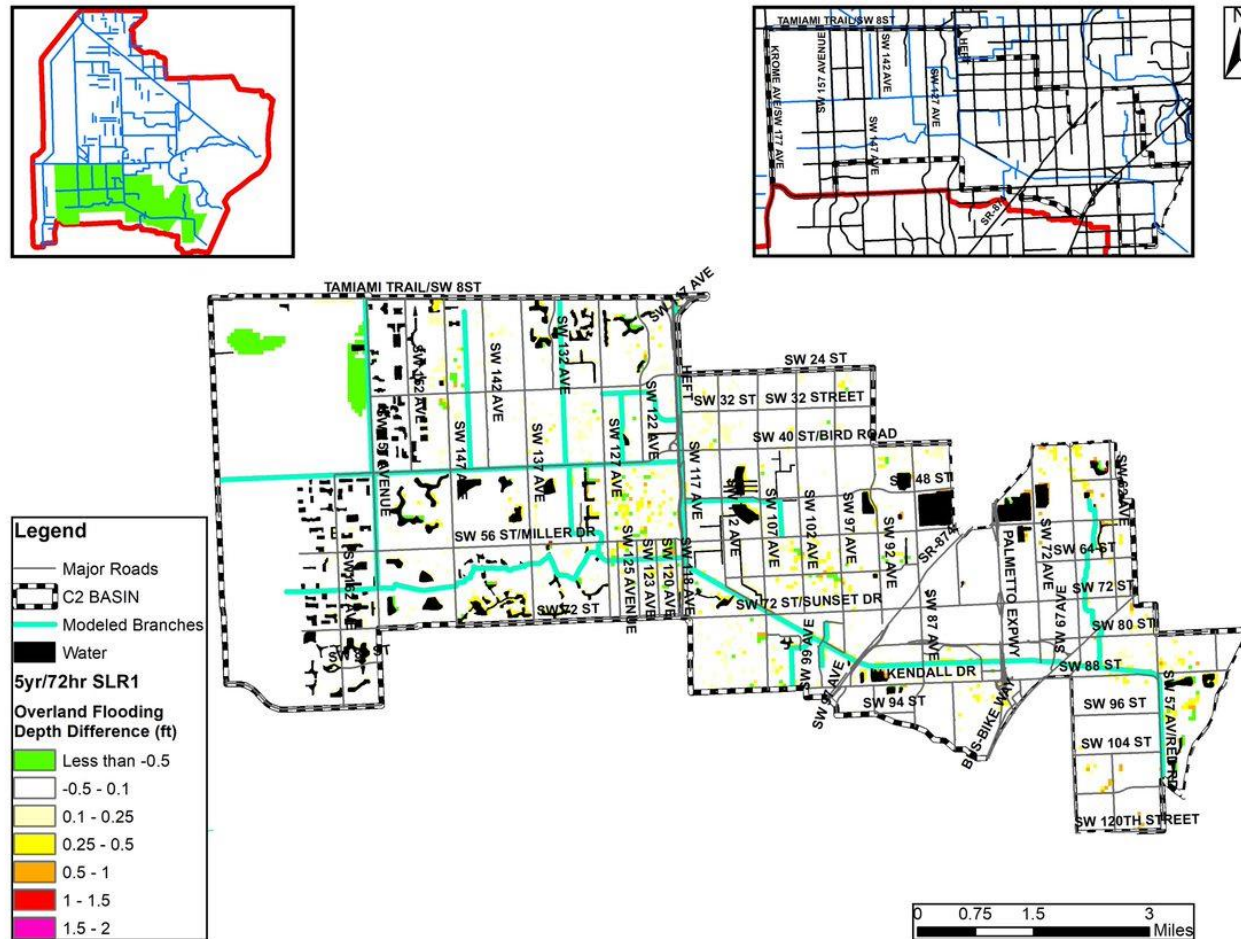 TAMIAMI TRAIL/SW 8ST
HEFT
KROME AVE/SW 177 AVE
SW 157 AVENUE
SW 142 AVE
SW 127 AVE
SW 147 AVE
SR-874
N
TAMIAMI TRAIL/SW 8ST
SW 132 AVE
SW 142 AVE
HEFT
SW 24 ST
SW 32 ST
SW 32 STREET
SW 122 AVE
SW 40 ST/BIRD ROAD
SW 147 AVE
SW 137 AVE
SW 127 AVE
SW 117 AVE
SW 107 AVE
SW 102 AVE
SW 97 AVE
SW 92 AVE
48 ST
SR-874
PALMETTO EXPWY
SW 72 AVE
SW 64 ST
SW 56 ST/MILLER DR
SW 125 AVENUE
SW 123 AVE
SW 120 AVE
SW 118 AVE
SW 72 ST
SW 72 ST/SUNSET DR
SW 72 ST
SW 87 AVE
SW 67 AVE
SW 80 ST
SW 99 AVE
KENDALL DR
SW 88 ST
SW 94 ST
SW 96 ST
SW 57 AV/RED RD
SW 104 ST
SW 120TH STREET
Legend
Major Roads
C2 BASIN
Modeled Branches
Water
5yr/72hr SLR1
Overland Flooding
Depth Difference (ft)
Less than -0.5
-0.5 - 0.1
0.1 - 0.25
0.25 - 0.5
0.5 - 1
1 - 1.5
1.5 - 2
0 0.75 1.5 3
Miles